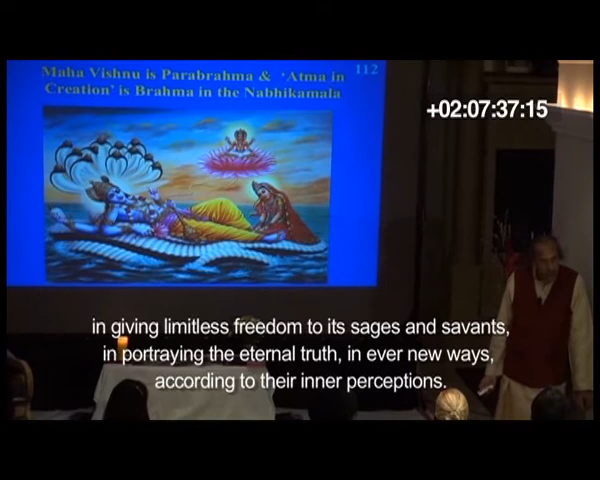 Maha Vishnu is Parabrahma & 'Atma in 112
Creation' is Brahma in the Nabhikamala
+02:07:37:15
in giving limitless freedom to its sages and savants,
in portraying the eternal truth, in ever new ways,
according to their inner perceptions.